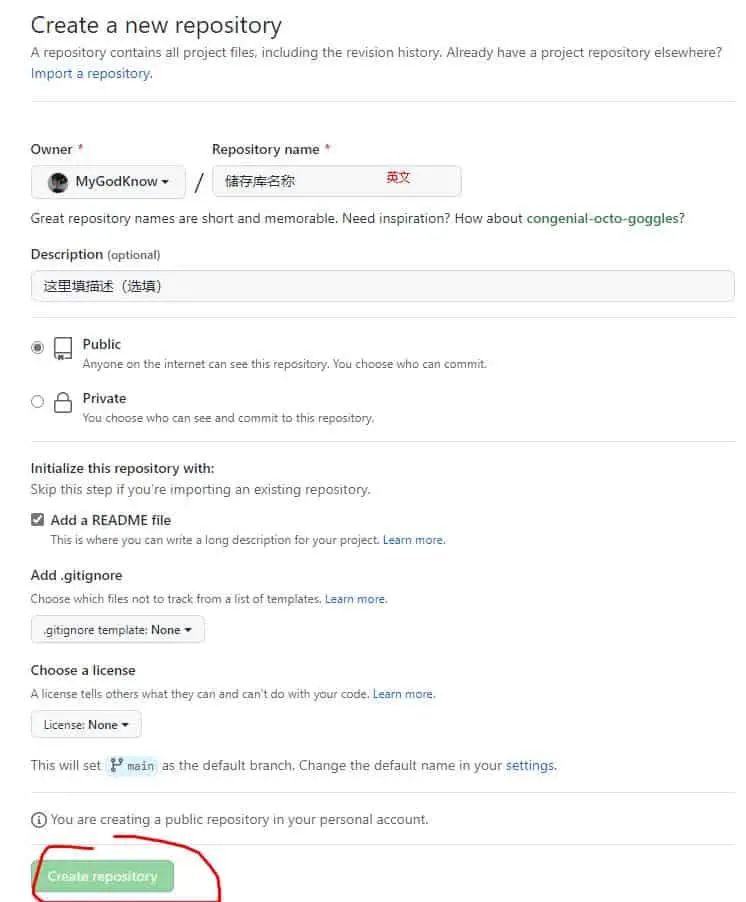 Create a new repository
A repository contains all project files, including the revision history. Already have a project repository elsewhere?
Import a repository.
Owner * Repository name *
MyGodKnow / 储存库名称 英文
Great repository names are short and memorable. Need inspiration? How about congenial-octo-goggles?
Description (optional)
这里填描述（选填）
Public
Anyone on the internet can see this repository. You choose who can commit.
Private
You choose who can see and commit to this repository.
Initialize this repository with:
Skip this step if you're importing an existing repository.
Add a README file
This is where you can write a long description for your project. Learn more.
Add .gitignore
Choose which files not to track from a list of templates. Learn more.
.gitignore template: None
Choose a license
A license tells others what they can and can't do with your code. Learn more.
License: None
This will set main as the default branch. Change the default name in your settings.
You are creating a public repository in your personal account.
Create repository